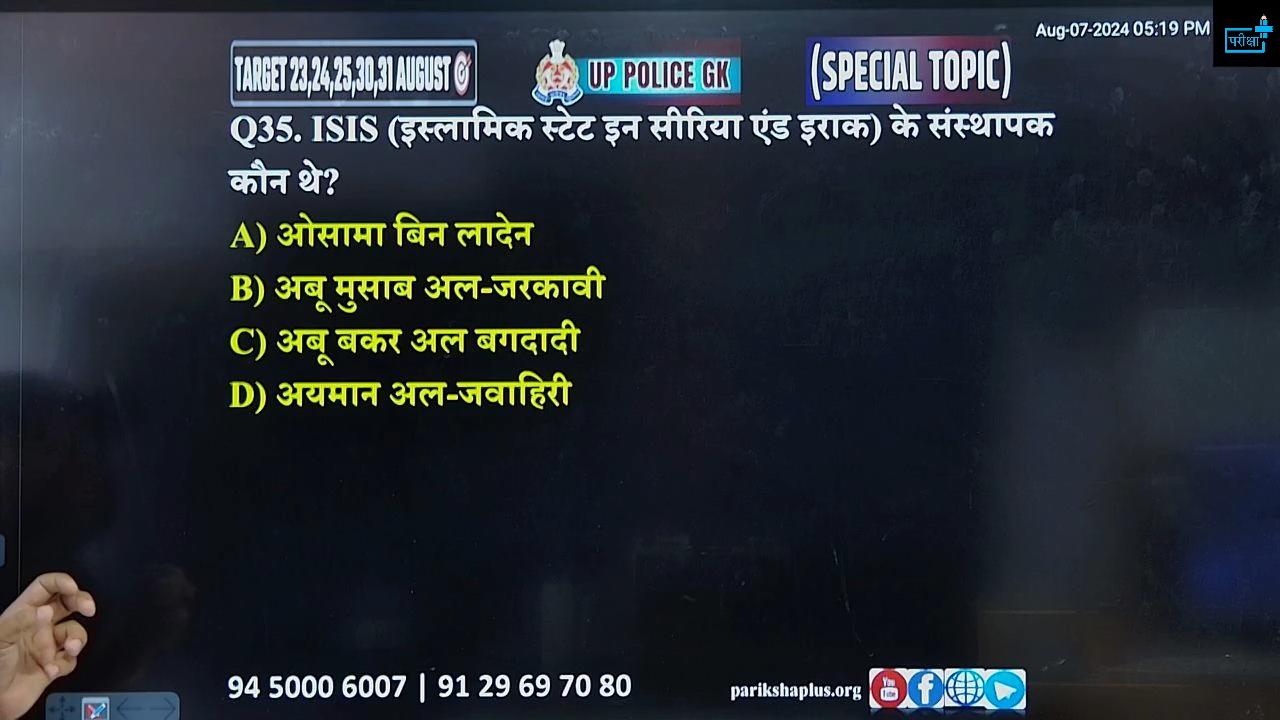 Aug-07-2024 05:19 PM
परीक्षा
TARGET 23,24,25,30,31 AUGUST
UP POLICE GK
(SPECIAL TOPIC)
Q35. ISIS (इस्लामिक स्टेट इन सीरिया एंड इराक) के संस्थापक
कौन थे?
A) ओसामा बिन लादेन
B) अबू मुसाब अल-जरकावी
C) अबू बकर अल बगदादी
D) अयमान अल-जवाहिरी
94 5000 6007 | 91 29 69 70 80
parikshaplus.org
You
Tube